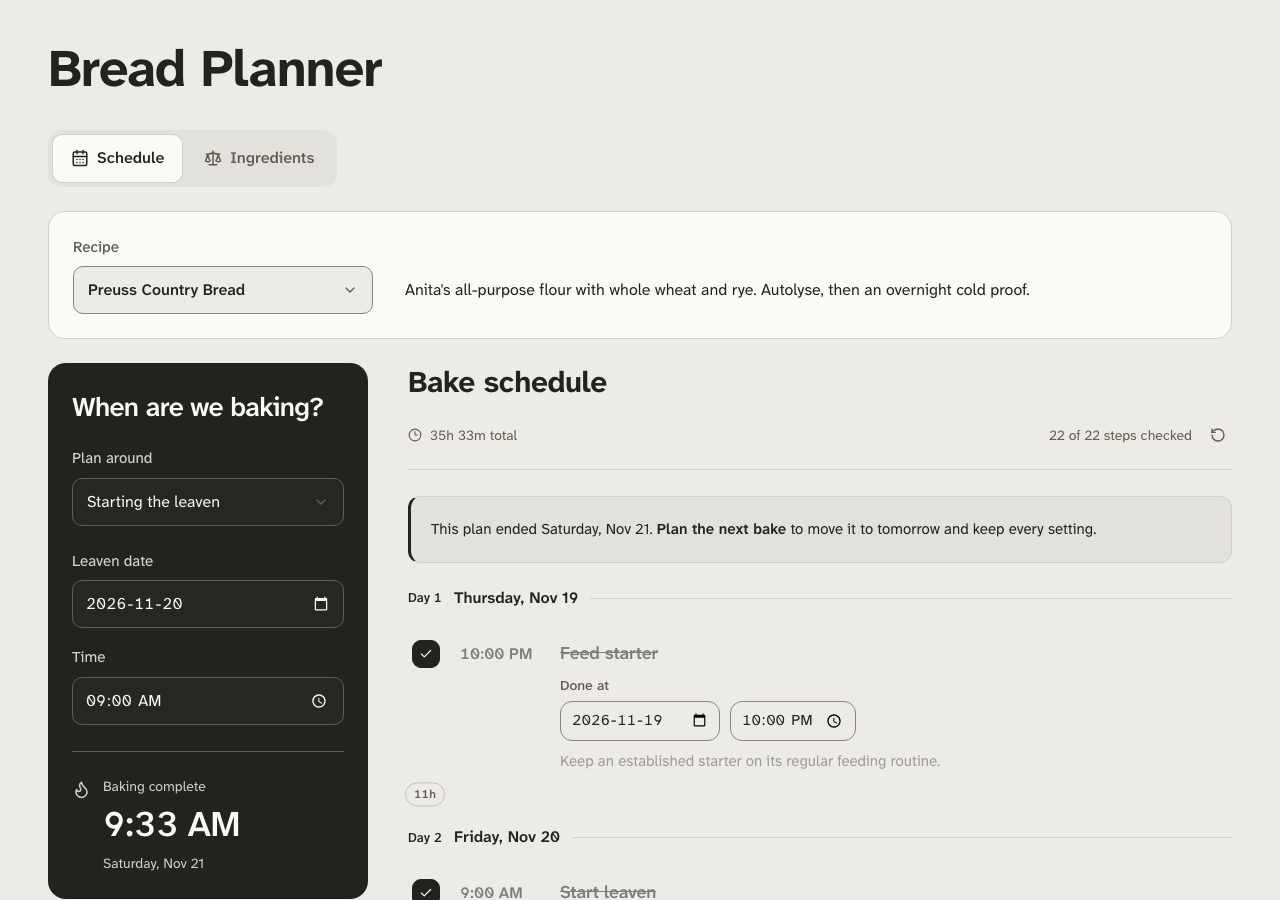 Bread Planner
Schedule
Ingredients
Recipe
Preuss Country Bread
Anita's all-purpose flour with whole wheat and rye. Autolyse, then an overnight cold proof.
When are we baking?
Plan around
Starting the leaven
Leaven date
2026-11-20
Time
09:00 AM
Baking complete
9:33 AM
Saturday, Nov 21
Bake schedule
35h 33m total
22 of 22 steps checked
This plan ended Saturday, Nov 21. Plan the next bake to move it to tomorrow and keep every setting.
Day 1 Thursday, Nov 19
10:00 PM Feed starter
Done at
2026-11-19 10:00 PM
Keep an established starter on its regular feeding routine.
11h
Day 2 Friday, Nov 20
9:00 AM Start leaven